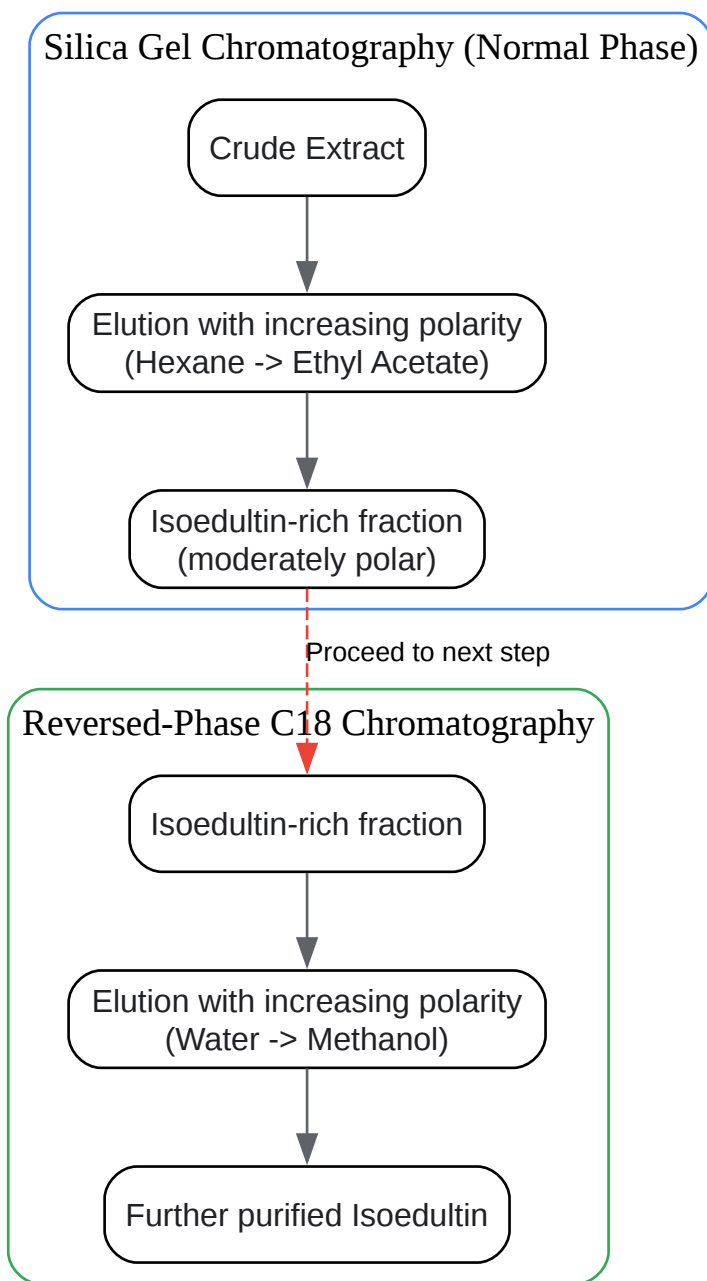 Silica Gel Chromatography (Normal Phase)
Crude Extract
Elution with increasing polarity
(Hexane -> Ethyl Acetate)
Isoedultin-rich fraction
(moderately polar)
Proceed to next step
Reversed-Phase C18 Chromatography
Isoedultin-rich fraction
Elution with increasing polarity
(Water -> Methanol)
Further purified Isoedultin